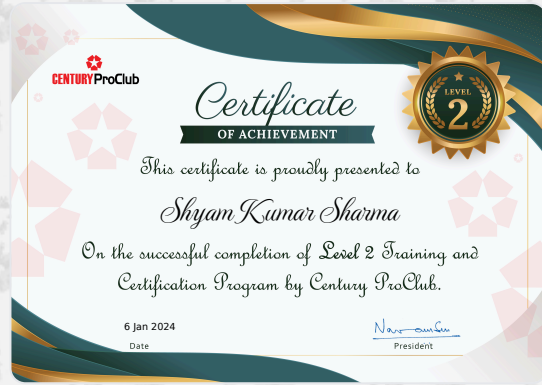 CENTURY ProClub
Certificate
OF ACHIEVEMENT
LEVEL
2
This certificate is proudly presented to
Shyam Kumar Sharma
On the successful completion of Level 2 Training and
Certification Program by Century ProClub.
6 Jan 2024
Date
President